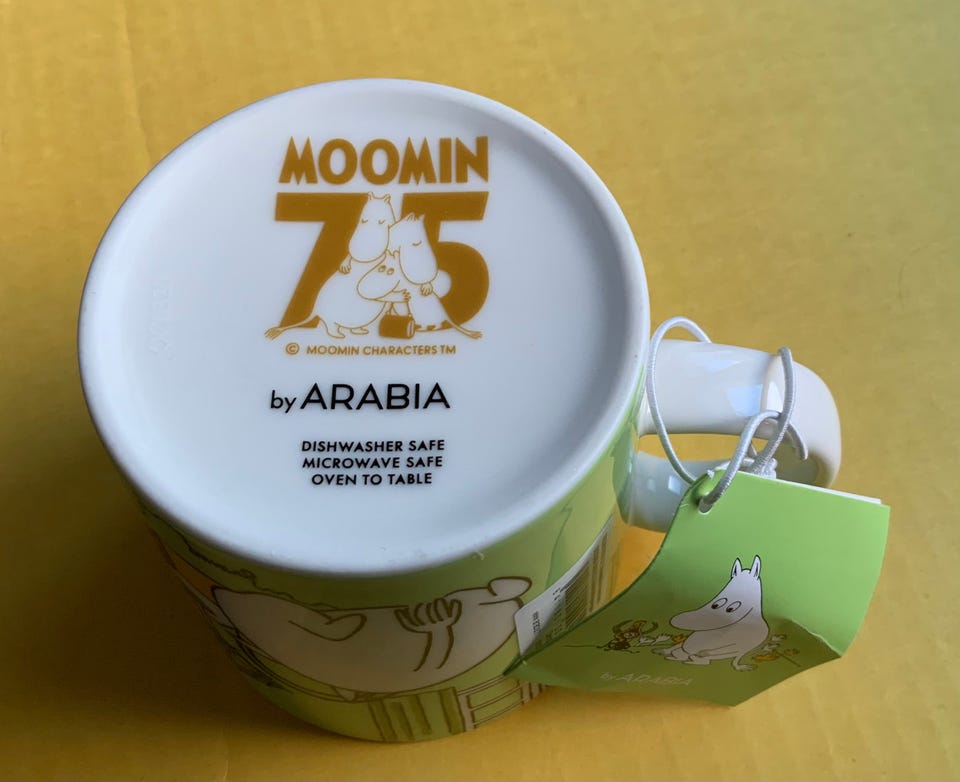 MOOMIN
75
© MOOMIN CHARACTERS TM
by ARABIA
DISHWASHER SAFE
MICROWAVE SAFE
OVEN TO TABLE
by ARABIA